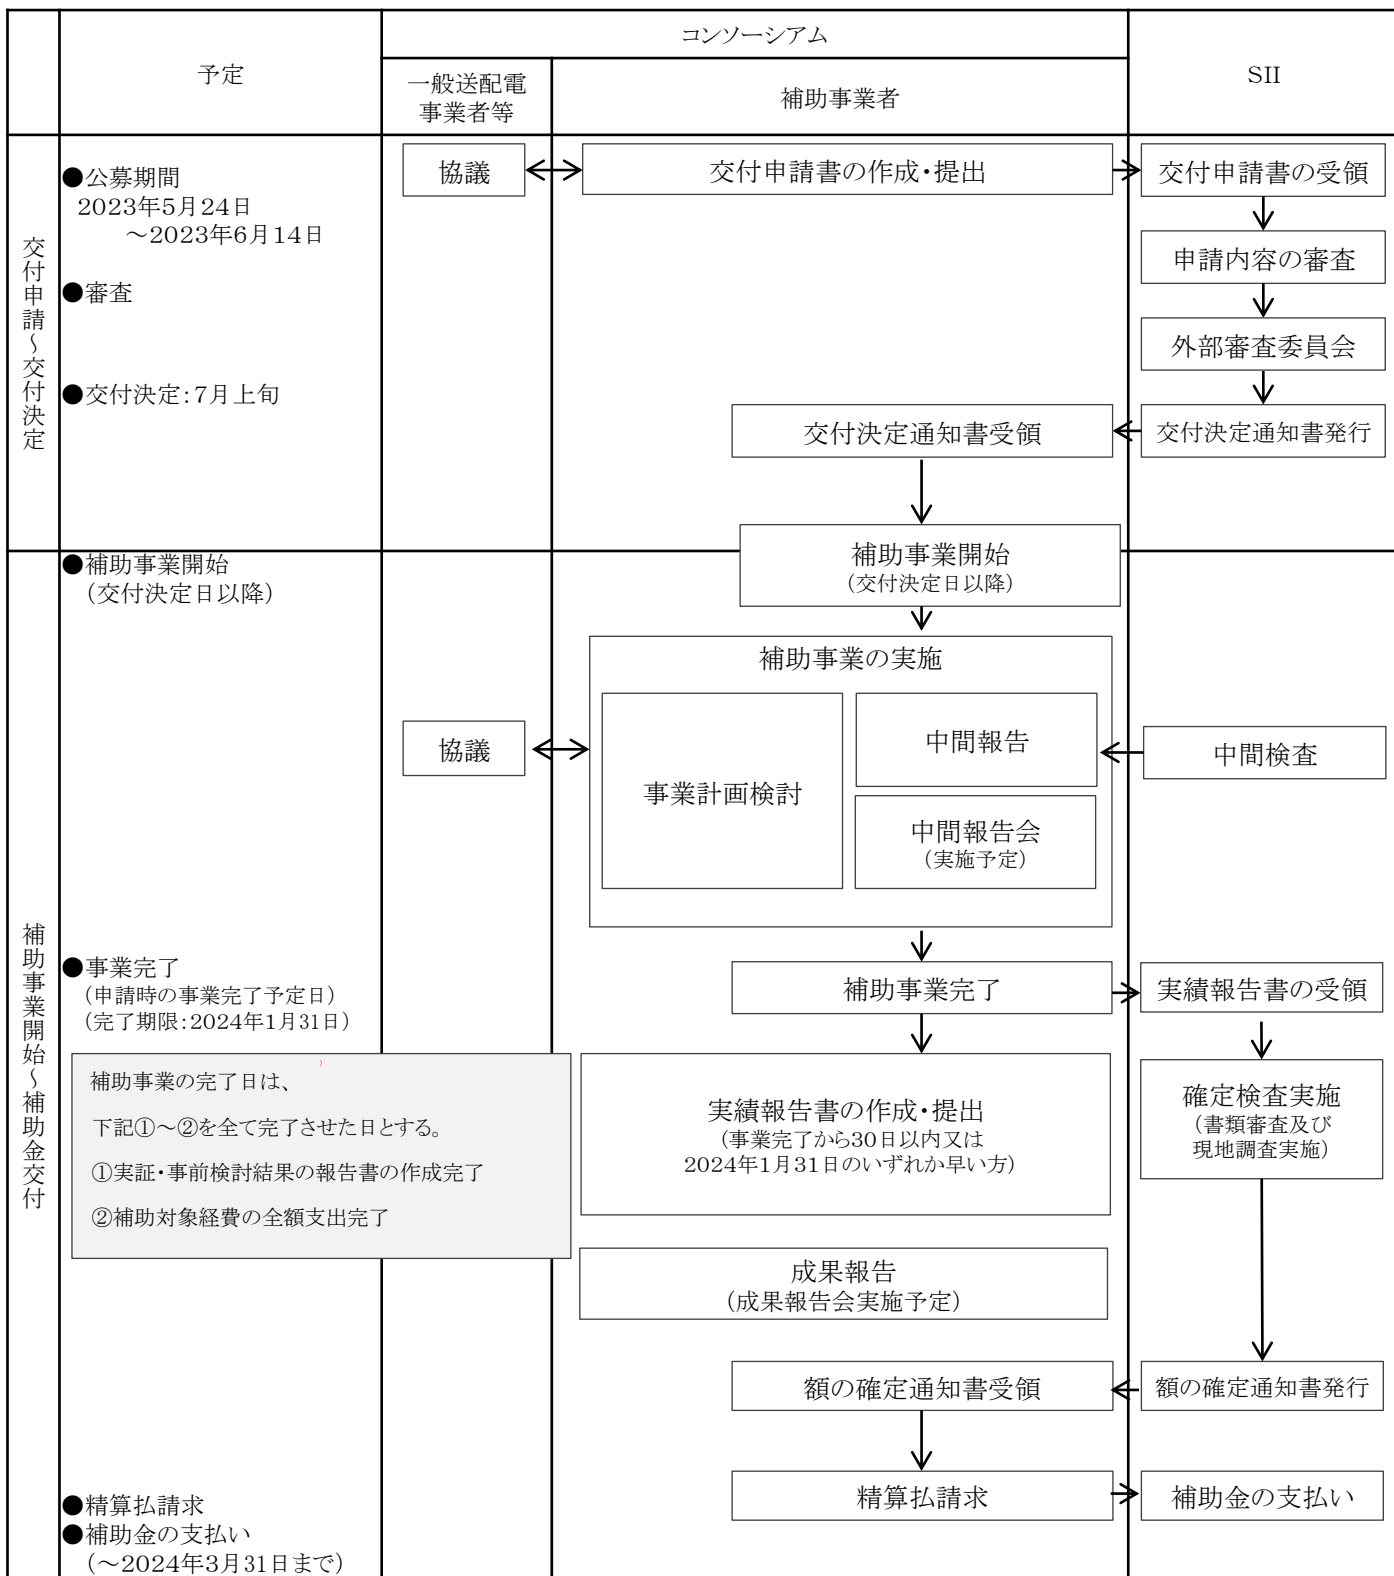 予定
コンソーシアム
一般送配電
事業者等
補助事業者
SII
交付申請～交付決定
●公募期間
2023年5月24日
～2023年6月14日
●審査
●交付決定：7月上旬
協議
交付申請書の作成・提出
交付申請書の受領
申請内容の審査
外部審査委員会
交付決定通知書受領
交付決定通知書発行
補助事業開始～補助金交付
●補助事業開始
（交付決定日以降）
補助事業開始
（交付決定日以降）
補助事業の実施
協議
事業計画検討
中間報告
中間検査
中間報告会
（実施予定）
●事業完了
（申請時の事業完了予定日）
（完了期限：2024年1月31日）
補助事業完了
実績報告書の受領
補助事業の完了日は、
下記①～②を全て完了させた日とする。
①実証・事前検討結果の報告書の作成完了
②補助対象経費の全額支出完了
実績報告書の作成・提出
（事業完了から30日以内又は
2024年1月31日のいずれか早い方）
確定検査実施
（書類審査及び
現地調査実施）
成果報告
（成果報告会実施予定）
額の確定通知書受領
額の確定通知書発行
●精算払請求
●補助金の支払い
（～2024年3月31日まで）
精算払請求
補助金の支払い